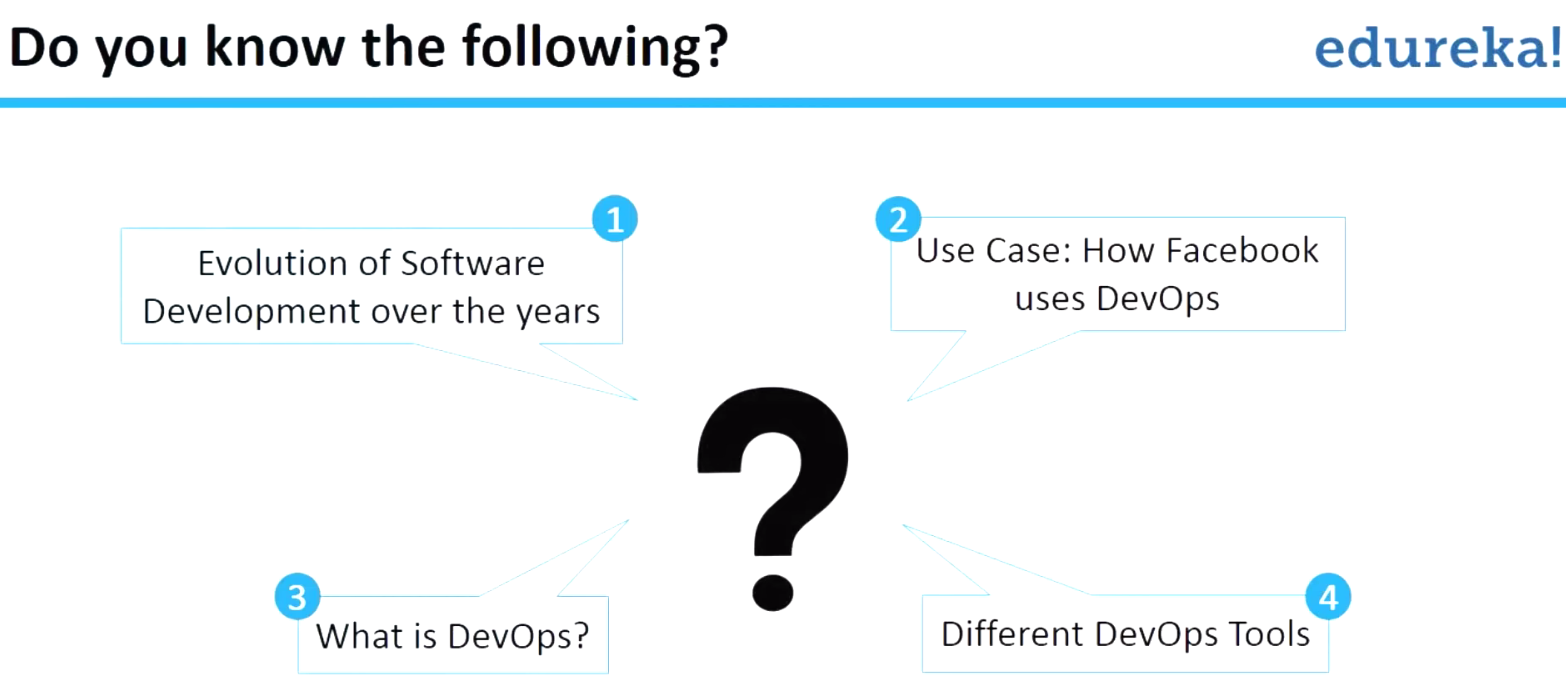 Do you know the following?
edureka!
1
Evolution of Software
Development over the years
2
Use Case: How Facebook
uses DevOps
?
3
What is DevOps?
4
Different DevOps Tools